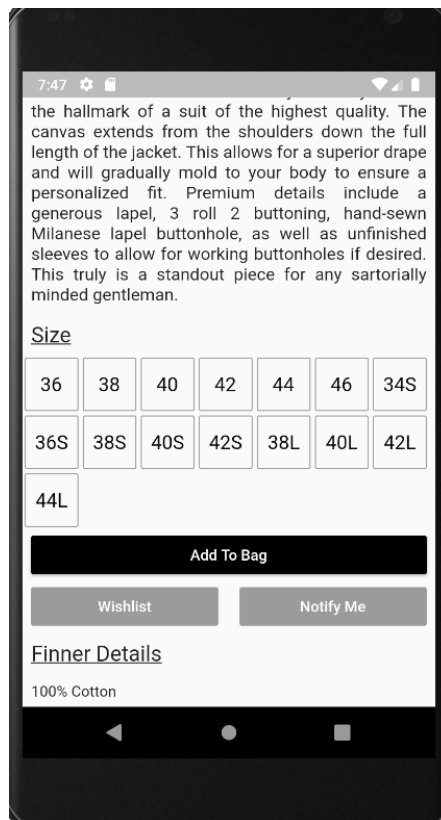 7:47
the hallmark of a suit of the highest quality. The
canvas extends from the shoulders down the full
length of the jacket. This allows for a superior drape
and will gradually mold to your body to ensure a
personalized fit. Premium details include a
generous lapel, 3 roll 2 buttoning, hand-sewn
Milanese lapel buttonhole, as well as unfinished
sleeves to allow for working buttonholes if desired.
This truly is a standout piece for any sartorially
minded gentleman.
Size
36 38 40 42 44 46 34S
36S 38S 40S 42S 38L 40L 42L
44L
Add To Bag
Wishlist Notify Me
Finner Details
100% Cotton